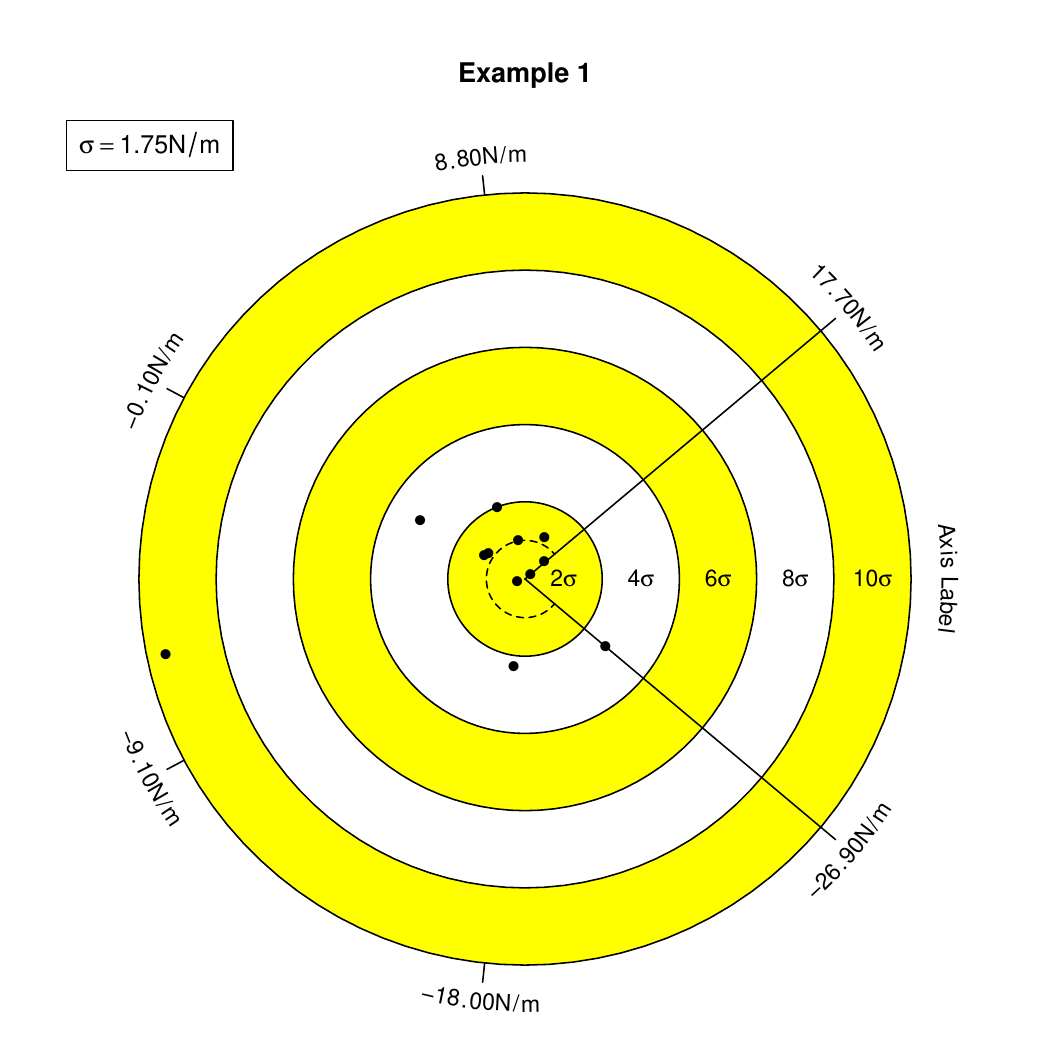 Example 1
σ = 1.75N/m
8.80N/m
17.70N/m
−0.10N/m
Axis Label
2σ 4σ 6σ 8σ 10σ
−9.10N/m
−26.90N/m
−18.00N/m